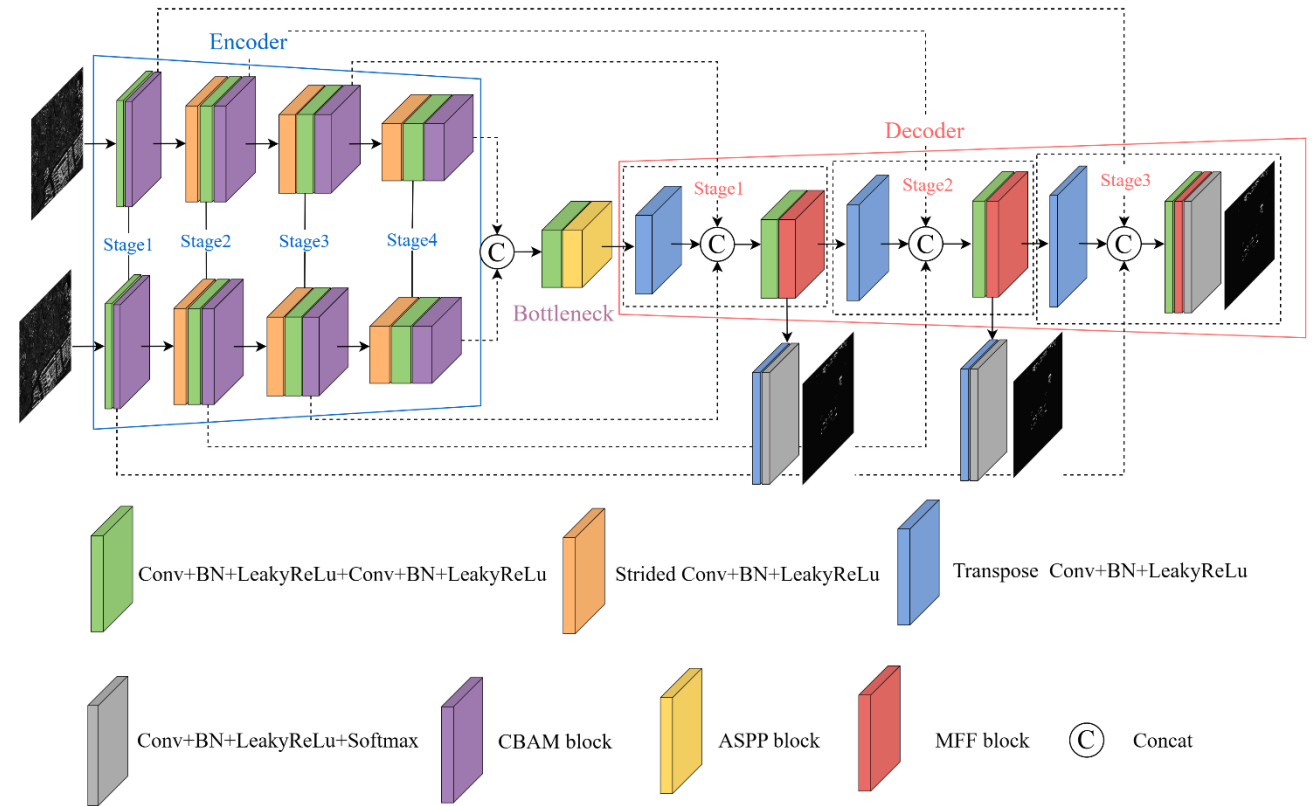 Encoder
Decoder
Stage1
Stage2
Stage3
Stage1
Stage2
Stage3
Stage4
C
C
C
C
Bottleneck
Conv+BN+LeakyReLu+Conv+BN+LeakyReLu
Strided Conv+BN+LeakyReLu
Transpose Conv+BN+LeakyReLu
Conv+BN+LeakyReLu+Softmax
CBAM block
ASPP block
MFF block
C
Concat